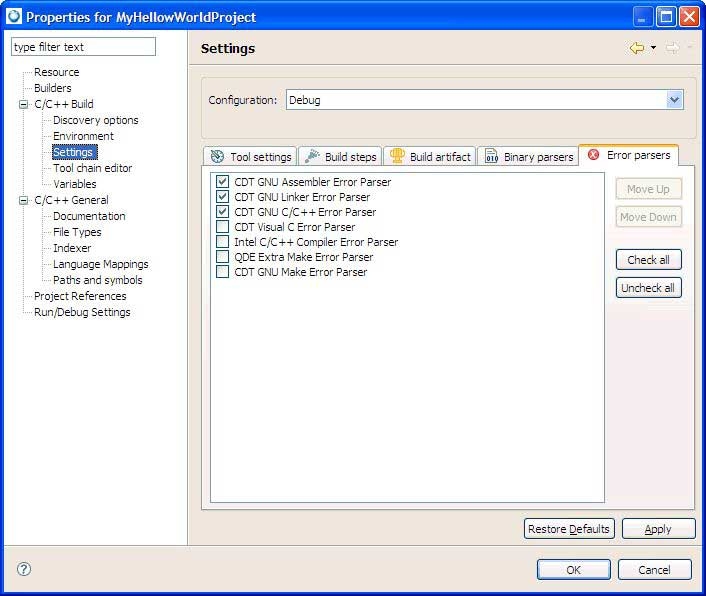 Properties for MyHellowWorldProject
type filter text
Resource
Builders
C/C++ Build
Discovery options
Environment
Settings
Tool chain editor
Variables
C/C++ General
Documentation
File Types
Indexer
Language Mappings
Paths and symbols
Project References
Run/Debug Settings
Settings
Configuration: Debug
Tool settings Build steps Build artifact 010 Binary parsers Error parsers
CDT GNU Assembler Error Parser
CDT GNU Linker Error Parser
CDT GNU C/C++ Error Parser
CDT Visual C Error Parser
Intel C/C++ Compiler Error Parser
QDE Extra Make Error Parser
CDT GNU Make Error Parser
Move Up
Move Down
Check all
Uncheck all
Restore Defaults Apply
? OK Cancel